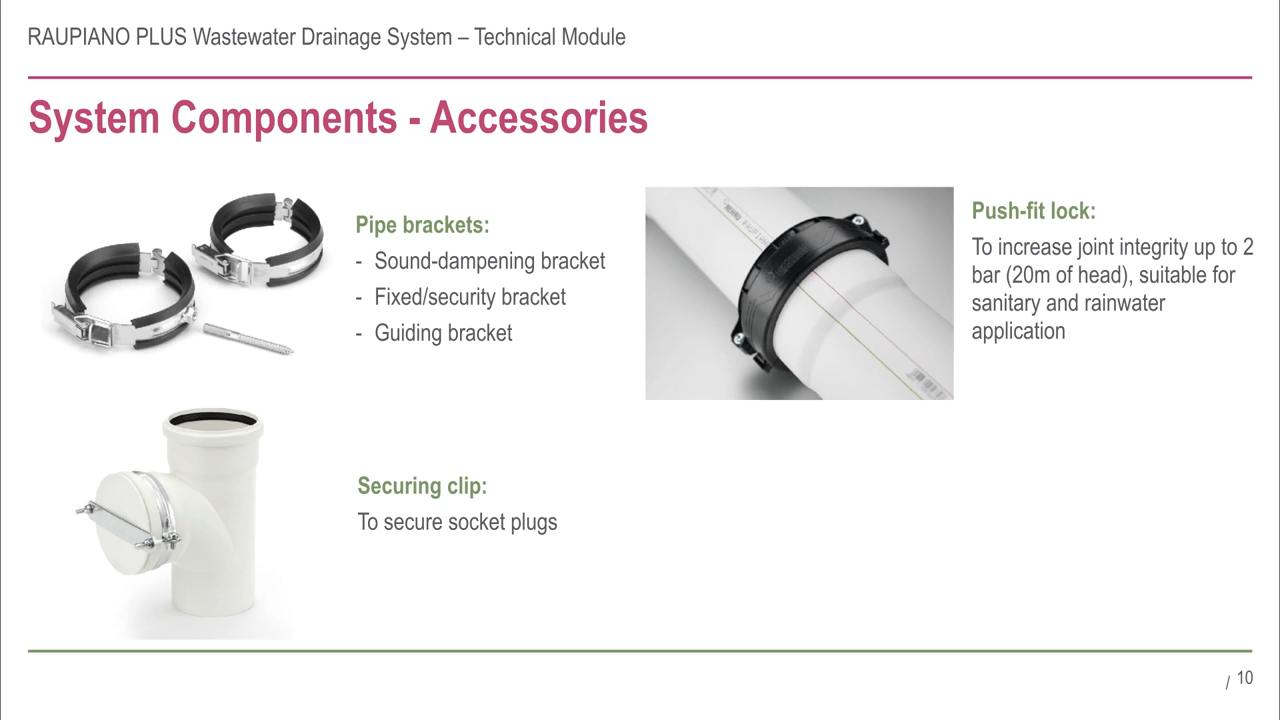 RAUPIANO PLUS Wastewater Drainage System – Technical Module
System Components - Accessories
Pipe brackets:
- Sound-dampening bracket
- Fixed/security bracket
- Guiding bracket
Push-fit lock:
To increase joint integrity up to 2
bar (20m of head), suitable for
sanitary and rainwater
application
Securing clip:
To secure socket plugs
/ 10